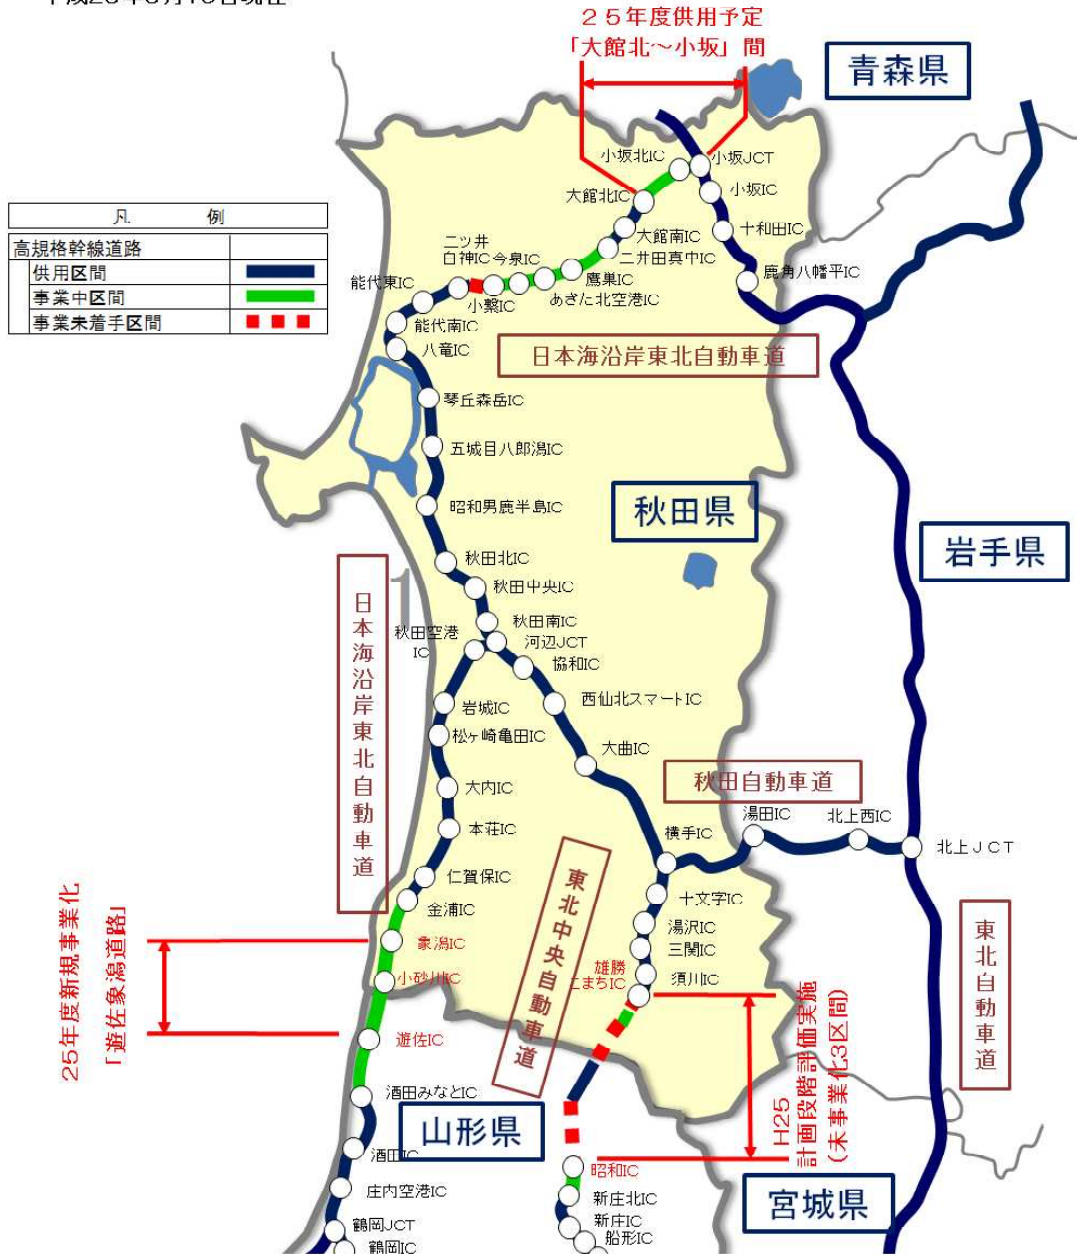 ２５年度供用予定
「大館北～小坂」間
青森県
凡　例
高規格幹線道路
供用区間
事業中区間
事業未着手区間
小坂北IC
小坂JCT
大館北IC
小坂IC
大館南IC
十和田IC
二ツ井
白神IC
今泉IC
二井田真中IC
鹿角八幡平IC
能代東IC
小繋IC
鷹巣IC
あきた北空港IC
能代南IC
八竜IC
日本海沿岸東北自動車道
琴丘森岳IC
五城目八郎潟IC
昭和男鹿半島IC
秋田県
岩手県
秋田北IC
秋田中央IC
日本海沿岸東北自動車道
秋田南IC
秋田空港
IC
河辺JCT
協和IC
岩城IC
西仙北スマートIC
松ヶ崎亀田IC
大曲IC
秋田自動車道
大内IC
湯田IC
北上西IC
本荘IC
横手IC
北上ＪＣＴ
仁賀保IC
東北中央自動車道
十文字IC
金浦IC
湯沢IC
東北自動車道
25年度新規事業化
「遊佐象潟道路」
象潟IC
三関IC
小砂川IC
雄勝
こまちIC
須川IC
遊佐IC
H25
計画段階評価実施
（未事業化3区間）
酒田みなとIC
山形県
酒田IC
昭和IC
庄内空港IC
新庄北IC
宮城県
鶴岡JCT
新庄IC
鶴岡IC
船形IC